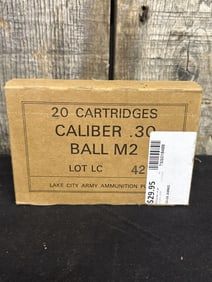 20 CARTRIDGES
CALIBER .30
BALL M2
LOT LC 42
LAKE CITY ARMY AMMUNITION
$29.95